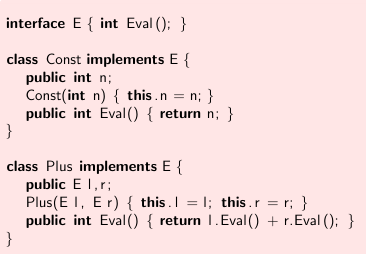 interface E { int Eval(); }
class Const implements E {
public int n;
Const(int n) { this.n = n; }
public int Eval() { return n; }
}
class Plus implements E {
public E l,r;
Plus(E l, E r) { this.l = l; this.r = r; }
public int Eval() { return l.Eval() + r.Eval(); }
}